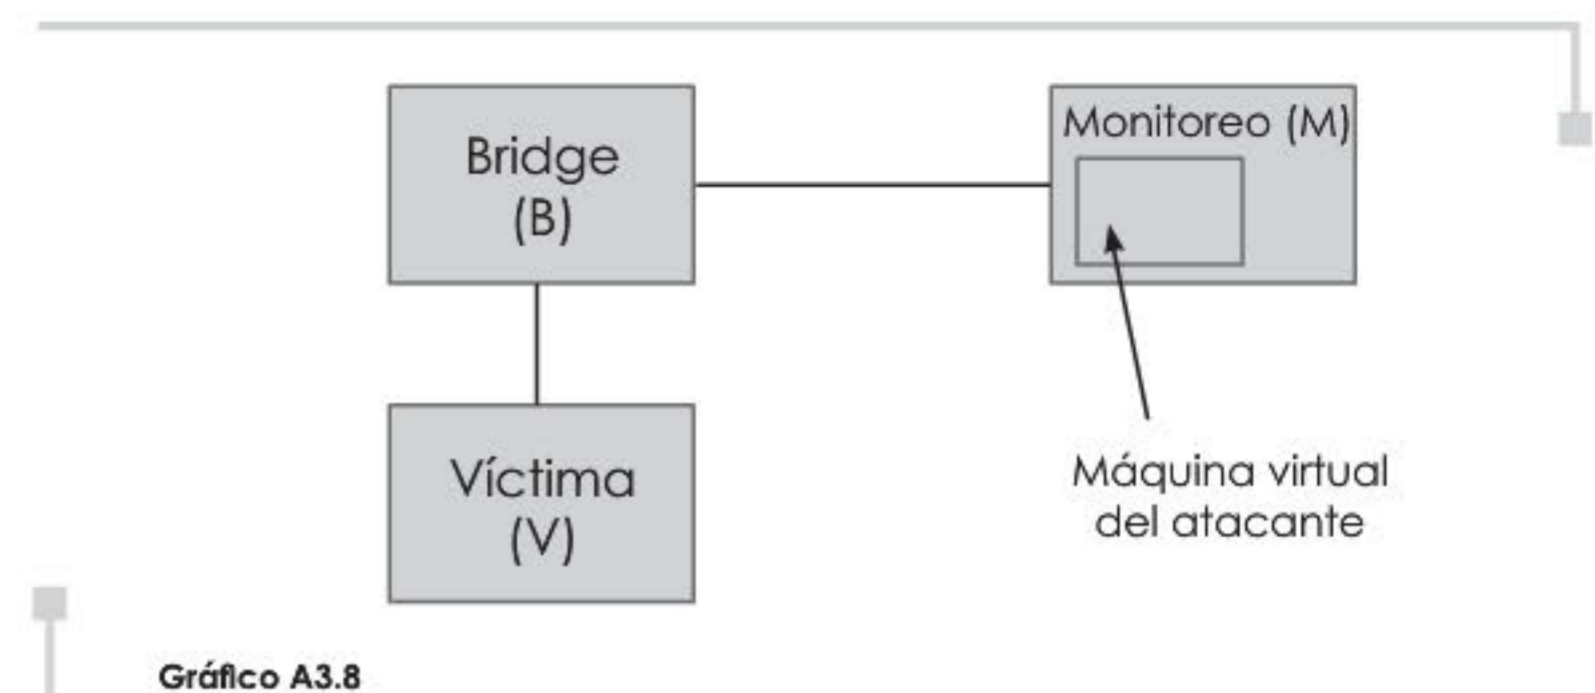 Bridge
(B)
Monitoreo (M)
Víctima
(V)
Máquina virtual
del atacante
Gráfico A3.8